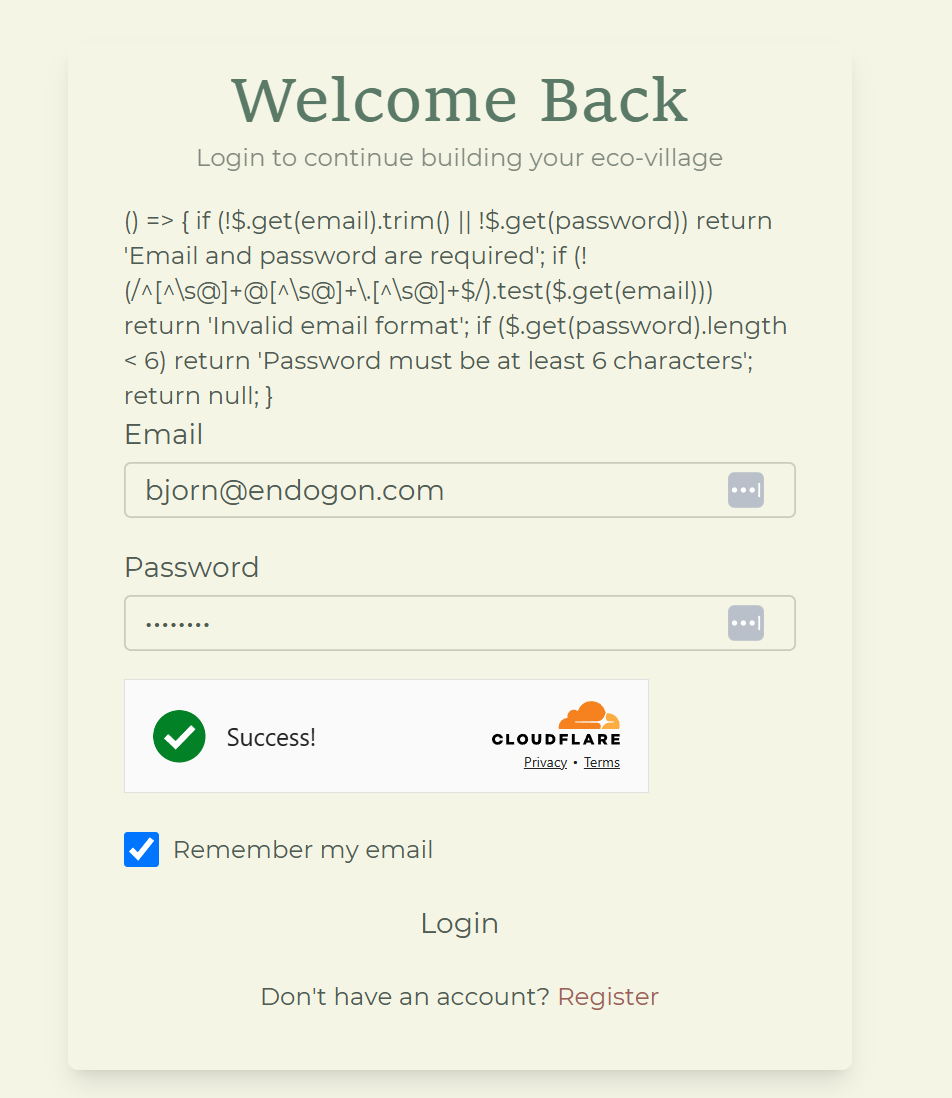 Welcome Back
Login to continue building your eco-village
() => { if (!$.get(email).trim() || !$.get(password)) return
'Email and password are required'; if (!
(/^[^\s@]+@[^\s@]+\.[^\s@]+$/).test($.get(email)))
return 'Invalid email format'; if ($.get(password).length
< 6) return 'Password must be at least 6 characters';
return null; }
Email
bjorn@endogon.com
Password
••••••••
Success!
CLOUDFLARE
Privacy • Terms
Remember my email
Login
Don't have an account? Register